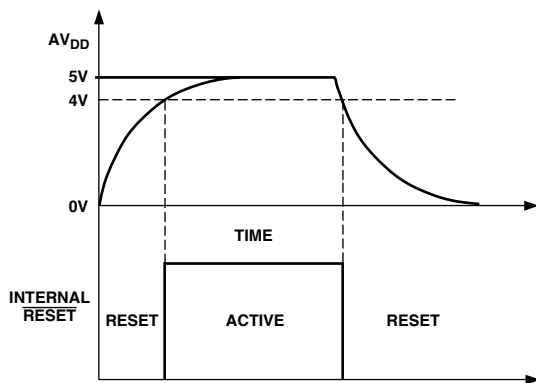 AVDD
5V
4V
0V
TIME
INTERNAL
RESET
RESET
ACTIVE
RESET